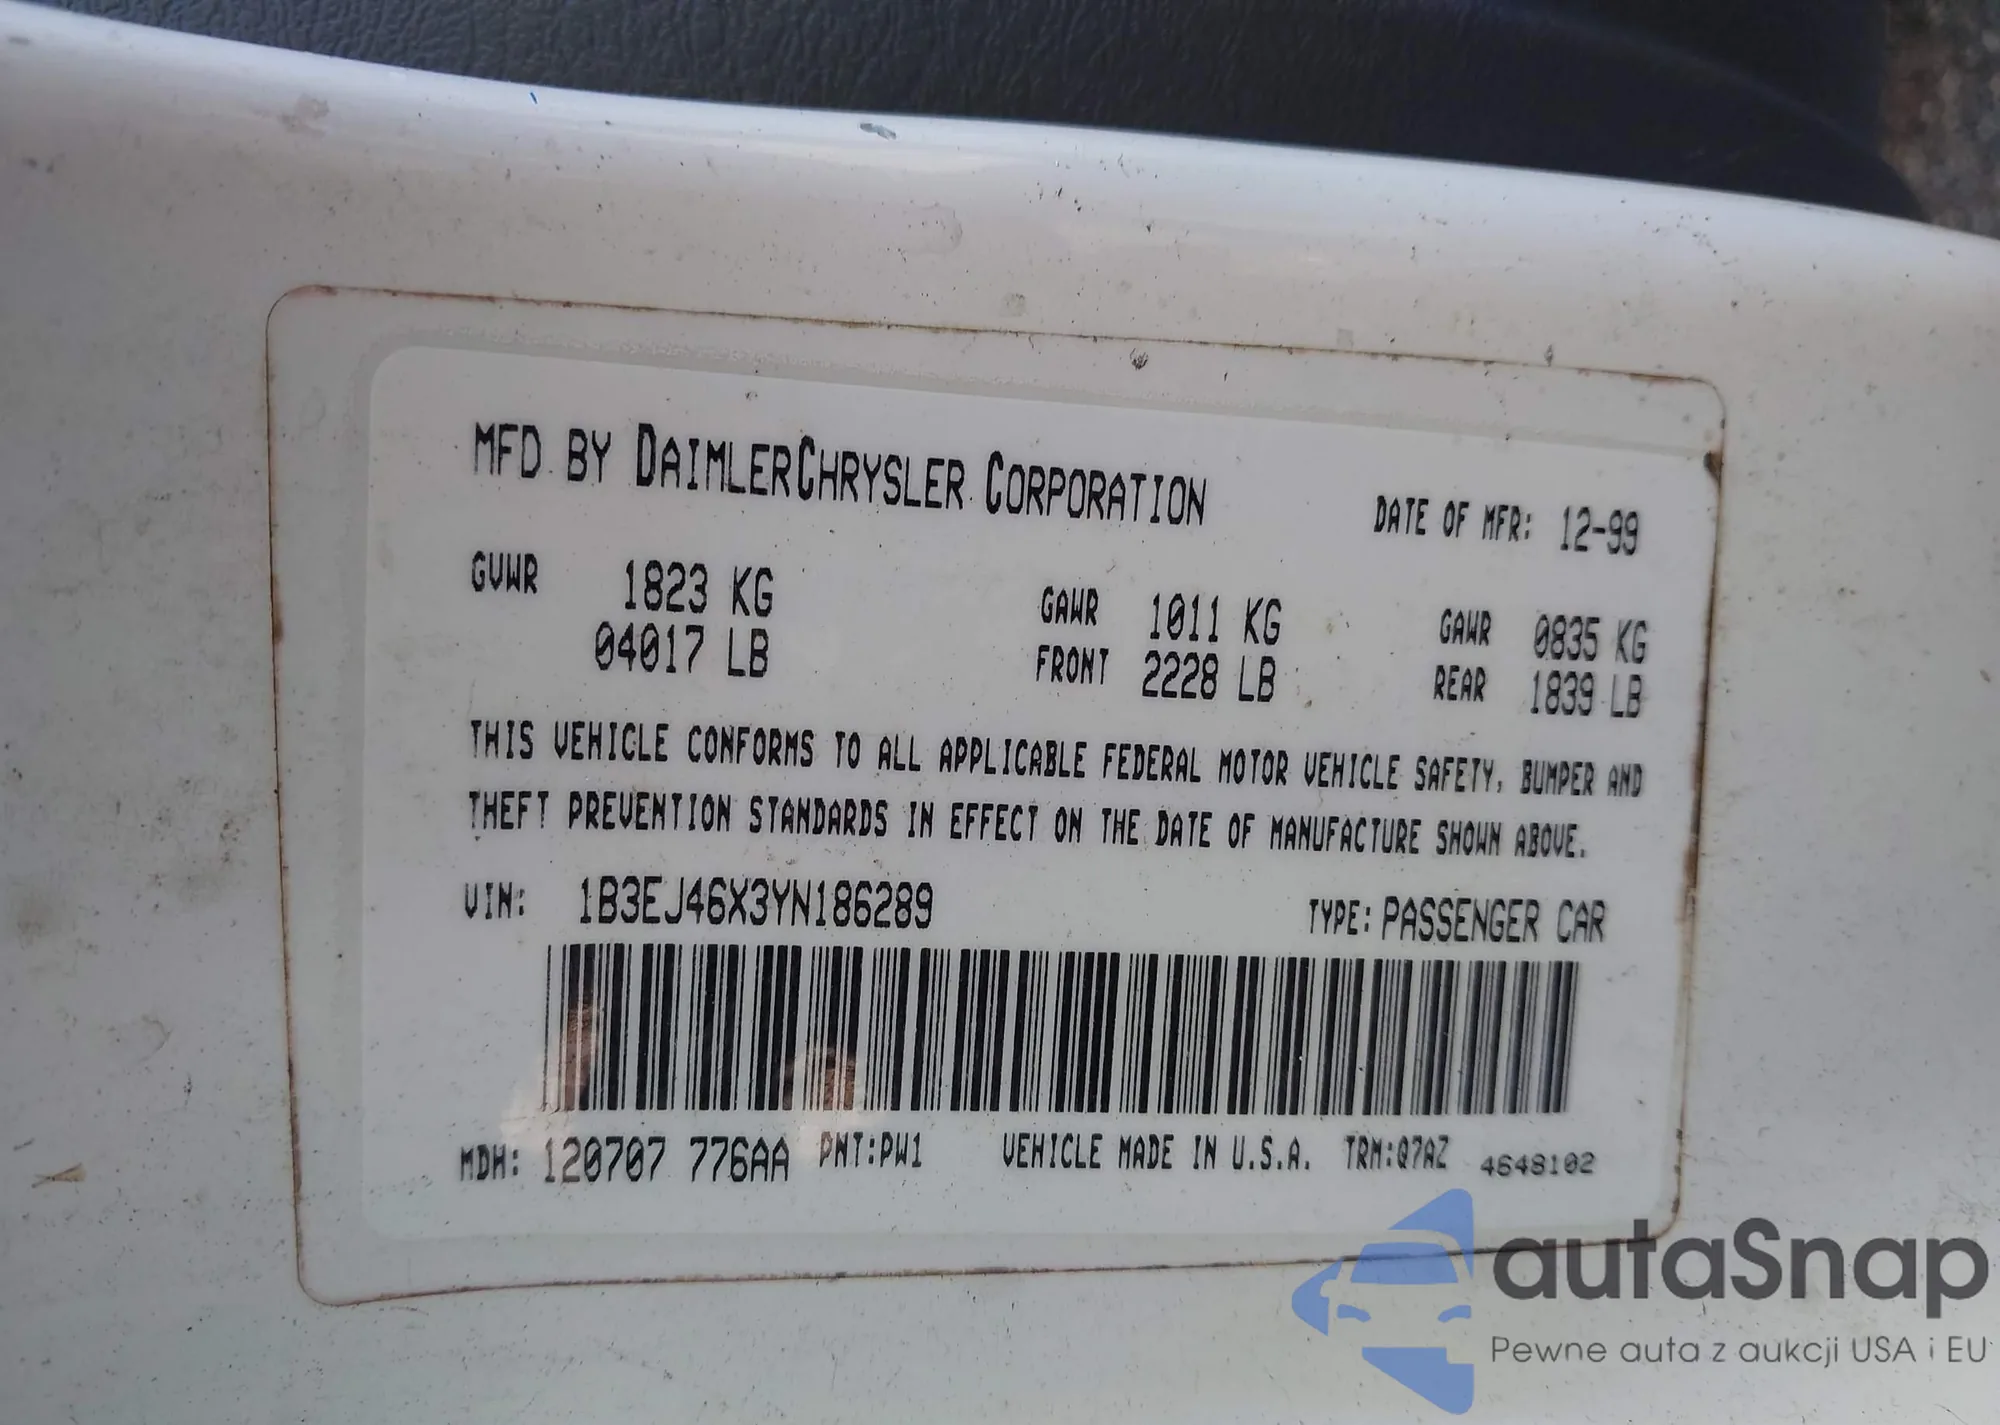 MFD BY DAIMLERCHRYSLER CORPORATION
DATE OF MFR: 12-99
GVWR 1823 KG
04017 LB
GAWR 1011 KG
FRONT 2228 LB
GAWR 0835 KG
REAR 1839 LB
THIS VEHICLE CONFORMS TO ALL APPLICABLE FEDERAL MOTOR VEHICLE SAFETY, BUMPER AND
THEFT PREVENTION STANDARDS IN EFFECT ON THE DATE OF MANUFACTURE SHOWN ABOVE.
VIN: 1B3EJ46X3YN186289
TYPE: PASSENGER CAR
MDH: 120707 776AA PNT:PW1 VEHICLE MADE IN U.S.A. TRM:Q7AZ 4648102
autaSnap
Pewne auta z aukcji USA i EU